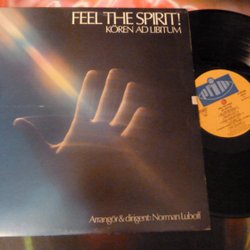 FEEL THE SPIRIT!
KÖREN AD LIBITUM
Arrangör & dirigent: Norman Luboff